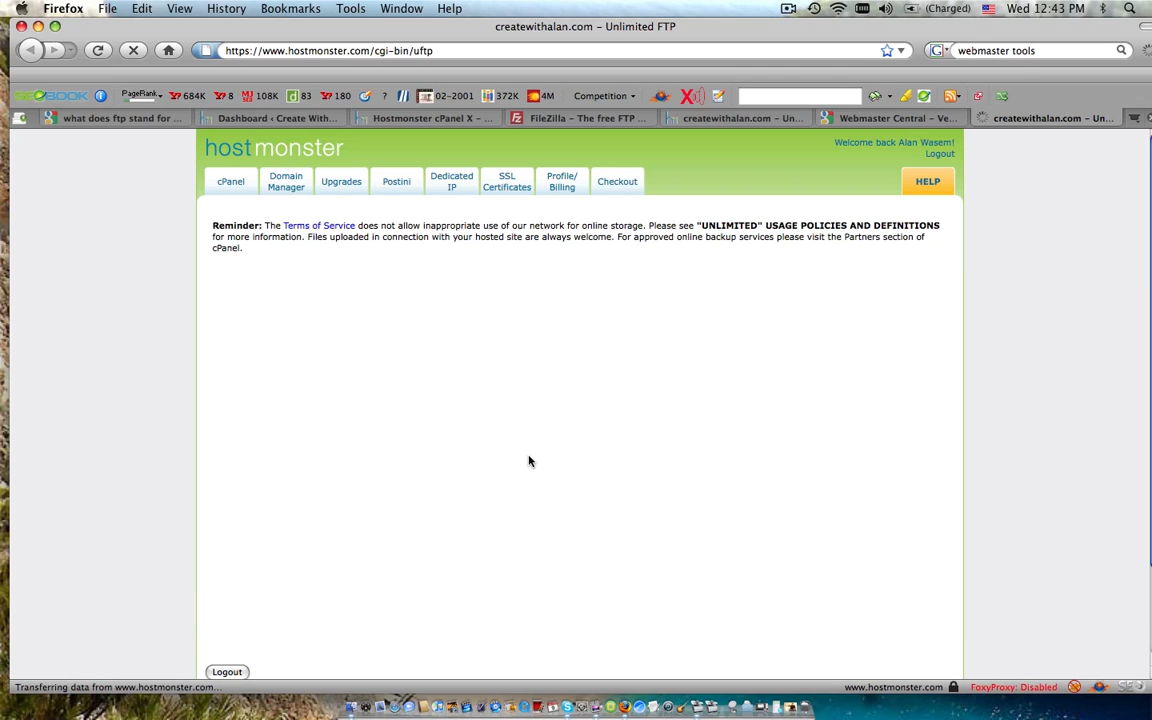 Firefox File Edit View History Bookmarks Tools Window Help (Charged) Wed 12:43 PM
createwithalan.com – Unlimited FTP
https://www.hostmonster.com/cgi-bin/uftp
webmaster tools
SEOBOOK PageRank 684K 8 108K 83 180 ? 02-2001 372K 4M Competition
what does ftp stand for ... Dashboard ‹ Create With... Hostmonster cPanel X – ... FileZilla – The free FTP ... createwithalan.com – Un... Webmaster Central – Ve... createwithalan.com – Un...
hostmonster
Welcome back Alan Wasem!
Logout
cPanel
Domain
Manager
Upgrades
Postini
Dedicated
IP
SSL
Certificates
Profile/
Billing
Checkout
HELP
Reminder: The Terms of Service does not allow inappropriate use of our network for online storage. Please see "UNLIMITED" USAGE POLICIES AND DEFINITIONS
for more information. Files uploaded in connection with your hosted site are always welcome. For approved online backup services please visit the Partners section of
cPanel.
Logout
Transferring data from www.hostmonster.com...
www.hostmonster.com FoxyProxy: Disabled